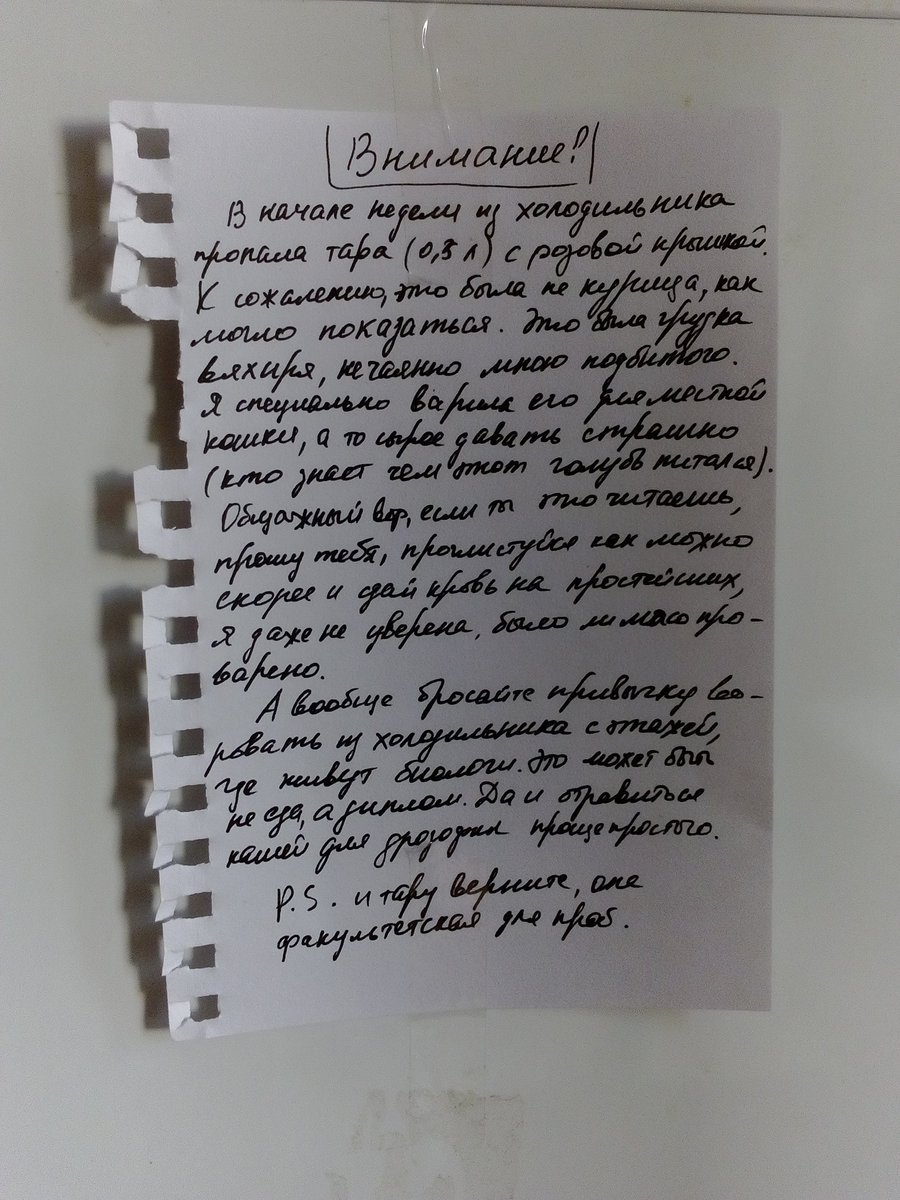 Внимание!
В начале недели из холодильника
пропала тара (0,5 л) с розовой крышкой.
К сожалению, это была не курица, как
могло показаться. Это была грудка
вяхиря, нечаянно мною подбитого.
Я специально варила его для местной
кошки, а то сырое давать страшно
(кто знает чем этот голубь питался).
Общажный вор, если ты это читаешь,
прошу тебя, проглистуйся как можно
скорее и сдай кровь на простейших,
я даже не уверена, было ли мясо про-
варено.
А вообще бросайте привычку во-
ровать из холодильника с этажей,
где живут биологи. Это может быть
не еда, а диплом. Да и отравиться
кашей для дрозофил проще простого.
P.S. и тару верните, она
факультетская для проб.